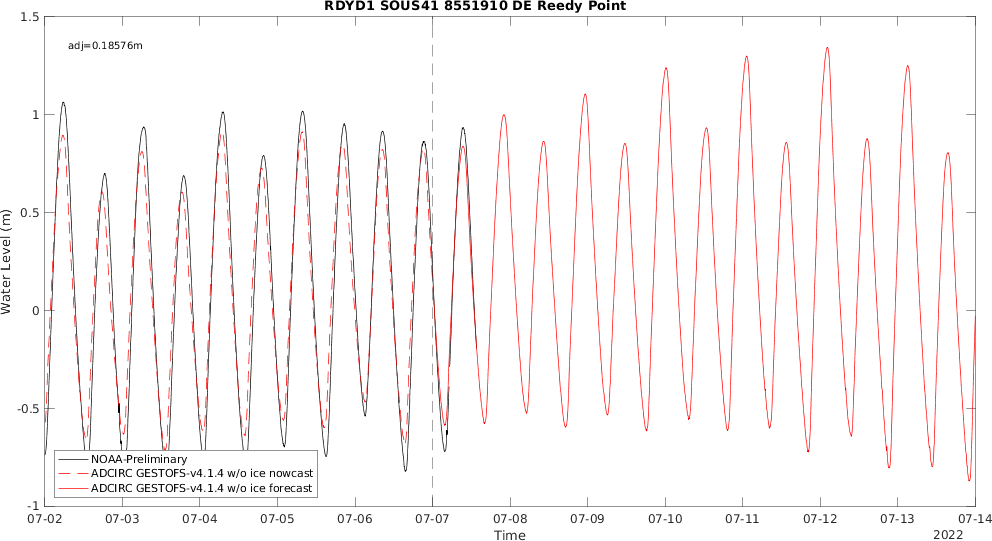 RDYD1 SOUS41 8551910 DE Reedy Point
adj=0.18576m
1.5
1
0.5
0
-0.5
-1
Water Level (m)
NOAA-Preliminary
ADCIRC GESTOFS-v4.1.4 w/o ice nowcast
ADCIRC GESTOFS-v4.1.4 w/o ice forecast
07-02 07-03 07-04 07-05 07-06 07-07 07-08 07-09 07-10 07-11 07-12 07-13 07-14
Time
2022